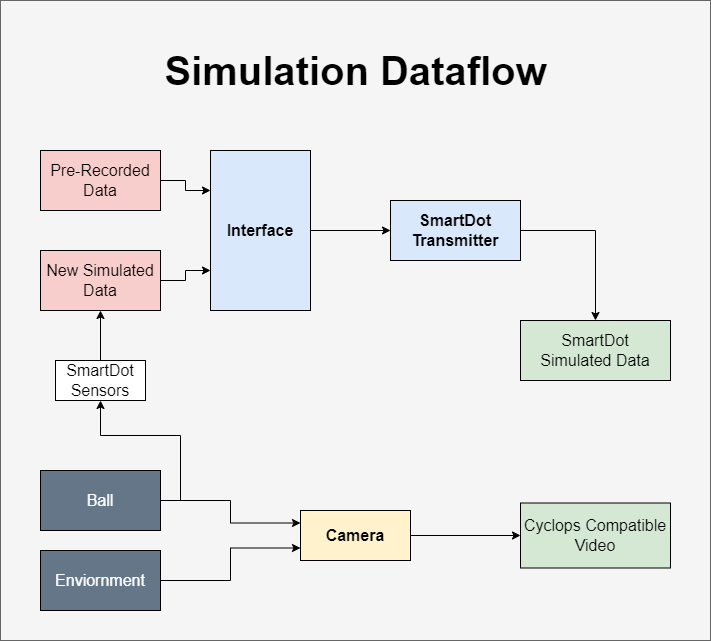 Simulation Dataflow
Pre-Recorded
Data
Interface
SmartDot
Transmitter
New Simulated
Data
SmartDot
Simulated Data
SmartDot
Sensors
Ball
Camera
Cyclops Compatible
Video
Enviornment